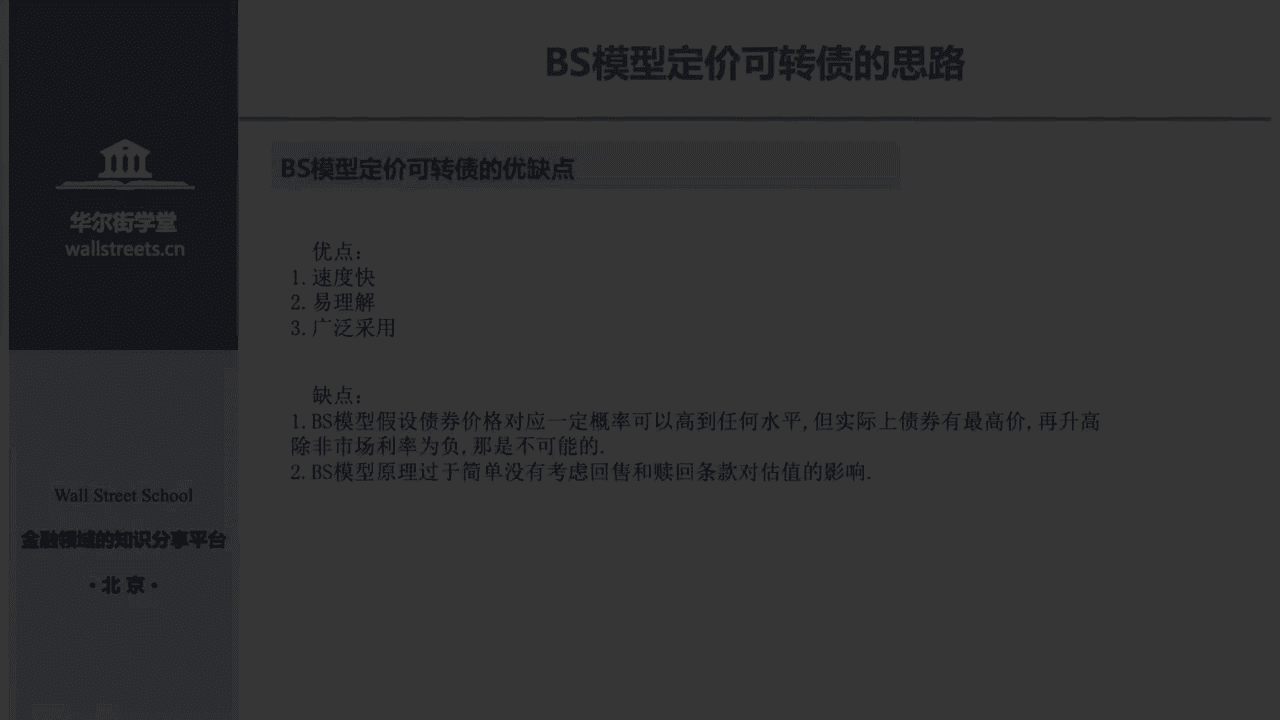 BS模型定价可转债的思路
华尔街学堂
wallstreets.cn
BS模型定价可转债的优缺点
优点:
1.速度快
2.易理解
3.广泛采用
缺点:
1.BS模型假设债券价格对应一定概率可以高到任何水平,但实际上债券有最高价,再升高
除非市场利率为负,那是不可能的.
2.BS模型原理过于简单没有考虑回售和赎回条款对估值的影响.
Wall Street School
金融领域的知识分享平台
•北 京•